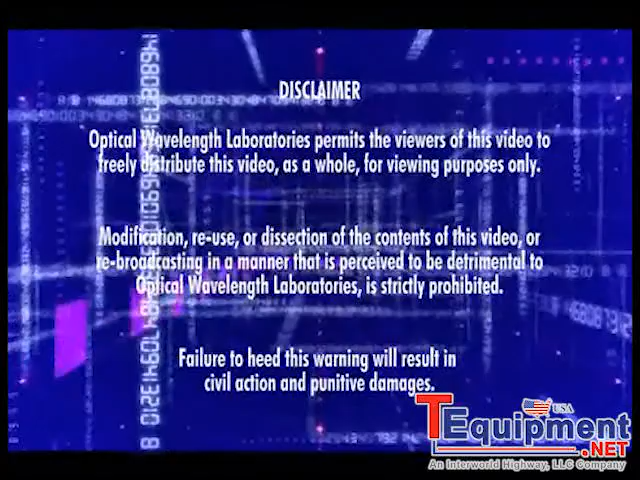 DISCLAIMER
Optical Wavelength Laboratories permits the viewers of this video to
freely distribute this video, as a whole, for viewing purposes only.
Modification, re-use, or dissection of the contents of this video, or
re-broadcasting in a manner that is perceived to be detrimental to
Optical Wavelength Laboratories, is strictly prohibited.
Failure to heed this warning will result in
civil action and punitive damages.
USA
TEquipment
.NET
An Interworld Highway, LLC Company